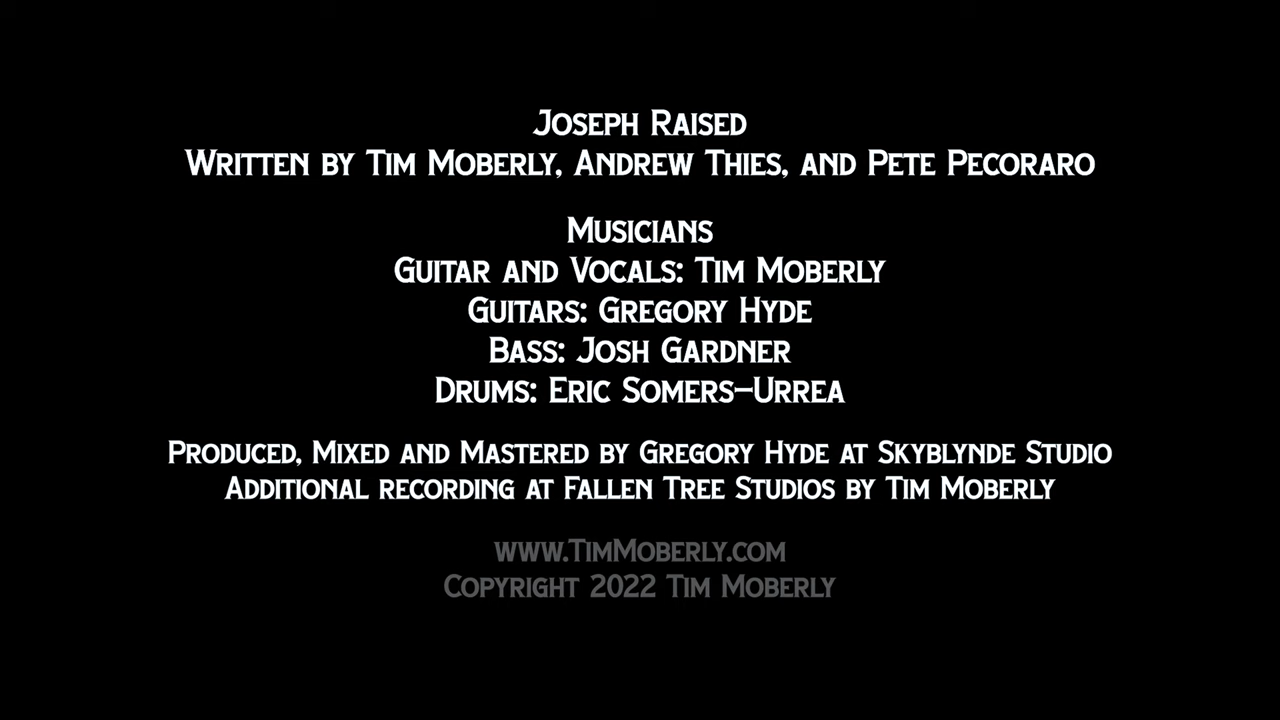 Joseph Raised
Written by Tim Moberly, Andrew Thies, and Pete Pecoraro
Musicians
Guitar and Vocals: Tim Moberly
Guitars: Gregory Hyde
Bass: Josh Gardner
Drums: Eric Somers–Urrea
Produced, Mixed and Mastered by Gregory Hyde at Skyblynde Studio
Additional recording at Fallen Tree Studios by Tim Moberly
www.TimMoberly.com
Copyright 2022 Tim Moberly